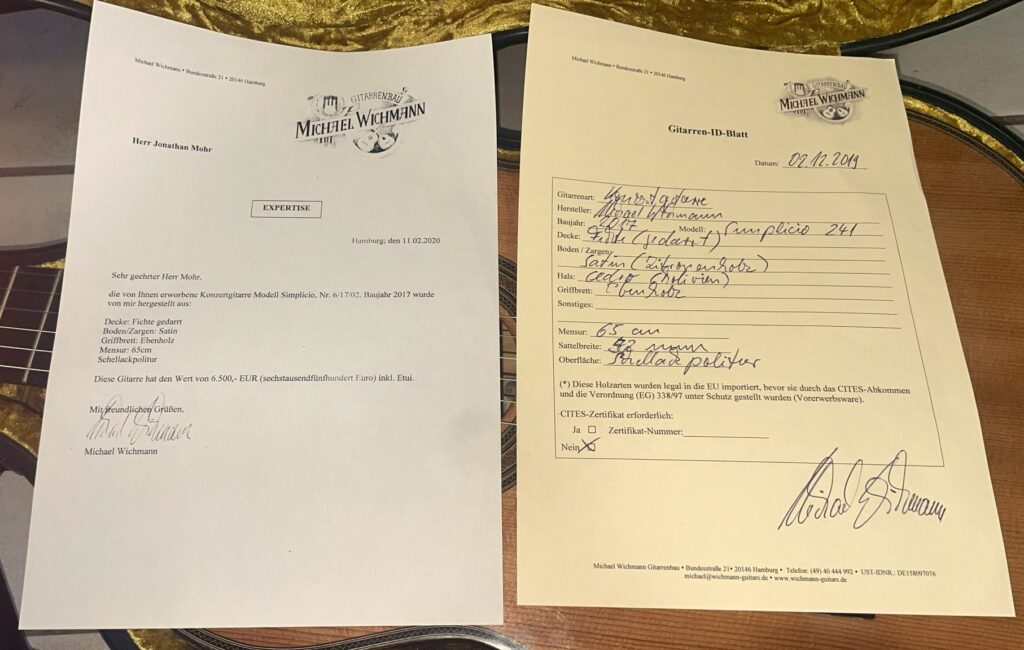 Michael Wichmann • Bundesstraße 21 • 20146 Hamburg
GITARRENBAU
MICHAEL WICHMANN
Herr Jonathan Mohr
EXPERTISE
Hamburg; den 11.02.2020
Sehr geehrter Herr Mohr,
die von Ihnen erworbene Konzertgitarre Modell Simplicio, Nr. 6/17/02, Baujahr 2017 wurde
von mir hergestellt aus:
Decke: Fichte gedarrt
Boden/Zargen: Satin
Griffbrett: Ebenholz
Mensur: 65cm
Schellackpolitur
Diese Gitarre hat den Wert von 6.500,- EUR (sechstausendfünfhundert Euro) inkl. Etui.
Mit freundlichen Grüßen,
Michael Wichmann
Michael Wichmann • Bundesstraße 21 • 20146 Hamburg
GITARRENBAU
MICHAEL WICHMANN
Gitarren-ID-Blatt
Datum: 02.12.2019
Gitarrenart: Konzertgitarre
Hersteller: Michael Wichmann
Baujahr: 2017 Modell: Simplicio 241
Decke: Fichte (gedarrt)
Boden / Zargen:
Satin (Zitronenholz)
Hals: Cedro (Bolivien)
Griffbrett: Ebenholz
Sonstiges:
Mensur: 65 cm
Sattelbreite: 52 mm
Oberfläche: Schellackpolitur
(*) Diese Holzarten wurden legal in die EU importiert, bevor sie durch das CITES-Abkommen
und die Verordnung (EG) 338/97 unter Schutz gestellt wurden (Vorerwerbsware).
CITES-Zertifikat erforderlich:
Ja Zertifikat-Nummer:
Nein
Michael Wichmann
Michael Wichmann Gitarrenbau • Bundesstraße 21 • 20146 Hamburg • Telefon: (49) 40 444 992 • UST-IDNR.: DE158097076
michael@wichmann-guitars.de • www.wichmann-guitars.de